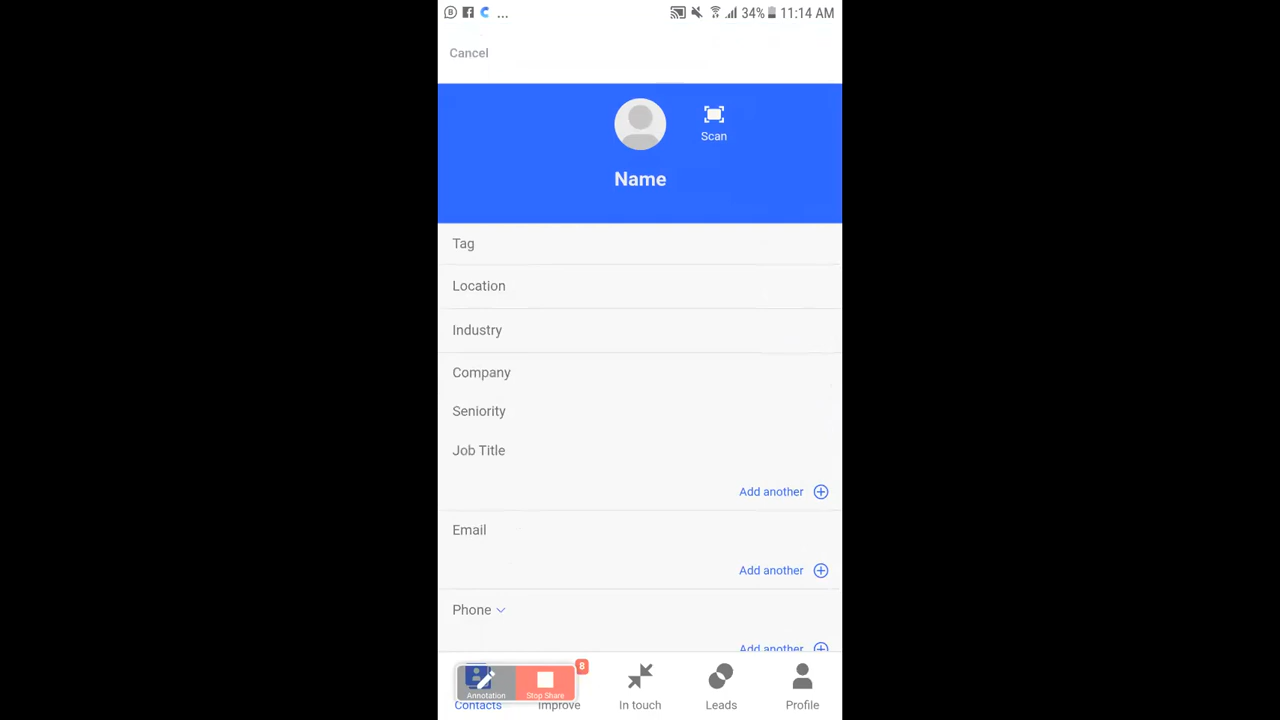 ... 34% 11:14 AM
Cancel
Scan
Name
Tag
Location
Industry
Company
Seniority
Job Title
Add another
Email
Add another
Phone
Add another
8
Annotation Stop Share
Contacts Improve In touch Leads Profile